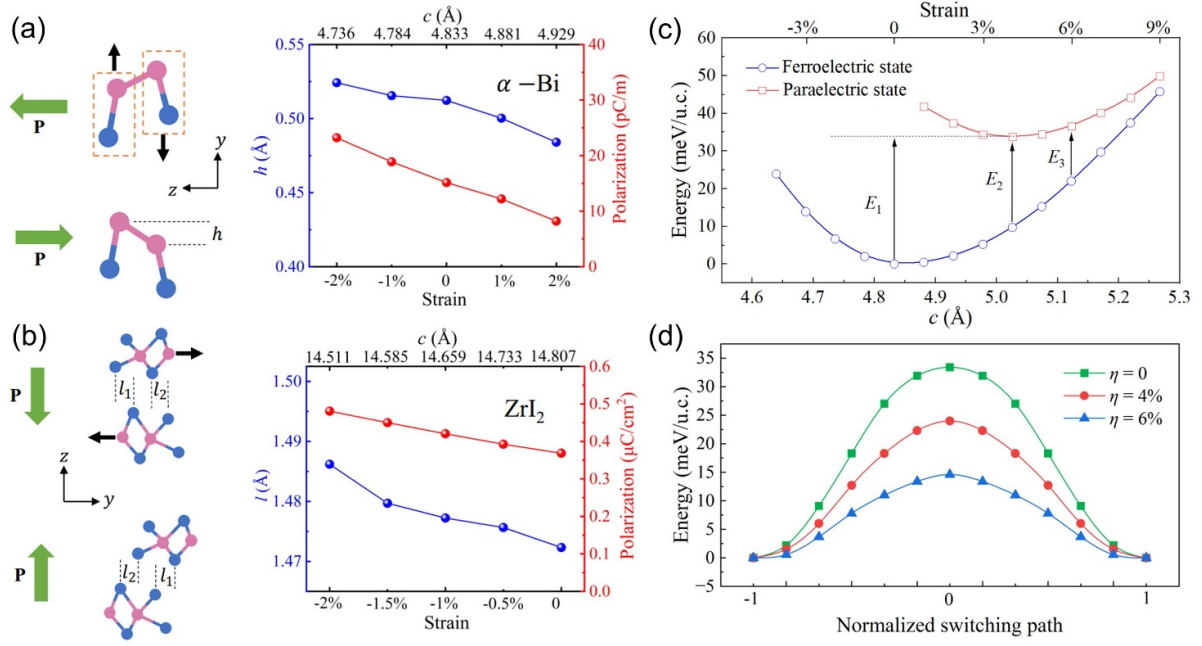 (a)
P
y
z
P
h
c (Å)
4.736 4.784 4.833 4.881 4.929
0.55
0.50
0.45
0.40
h (Å)
α −Bi
40
30
20
10
0
Polarization (pC/m)
-2% -1% 0 1% 2%
Strain
(b)
P
l₁ l₂
z
y
P
l₂ l₁
c (Å)
14.511 14.585 14.659 14.733 14.807
1.50
1.49
1.48
1.47
l (Å)
ZrI₂
0.6
0.5
0.4
0.3
0.2
0.1
0.0
Polarization (μC/cm²)
-2% -1.5% -1% -0.5% 0
Strain
(c)
Strain
-3% 0 3% 6% 9%
60
50
40
30
20
10
0
Energy (meV/u.c.)
Ferroelectric state
Paraelectric state
E₁
E₂
E₃
4.6 4.7 4.8 4.9 5.0 5.1 5.2 5.3
c (Å)
(d)
35
30
25
20
15
10
5
0
−5
Energy (meV/u.c.)
η = 0
η = 4%
η = 6%
-1 0 1
Normalized switching path